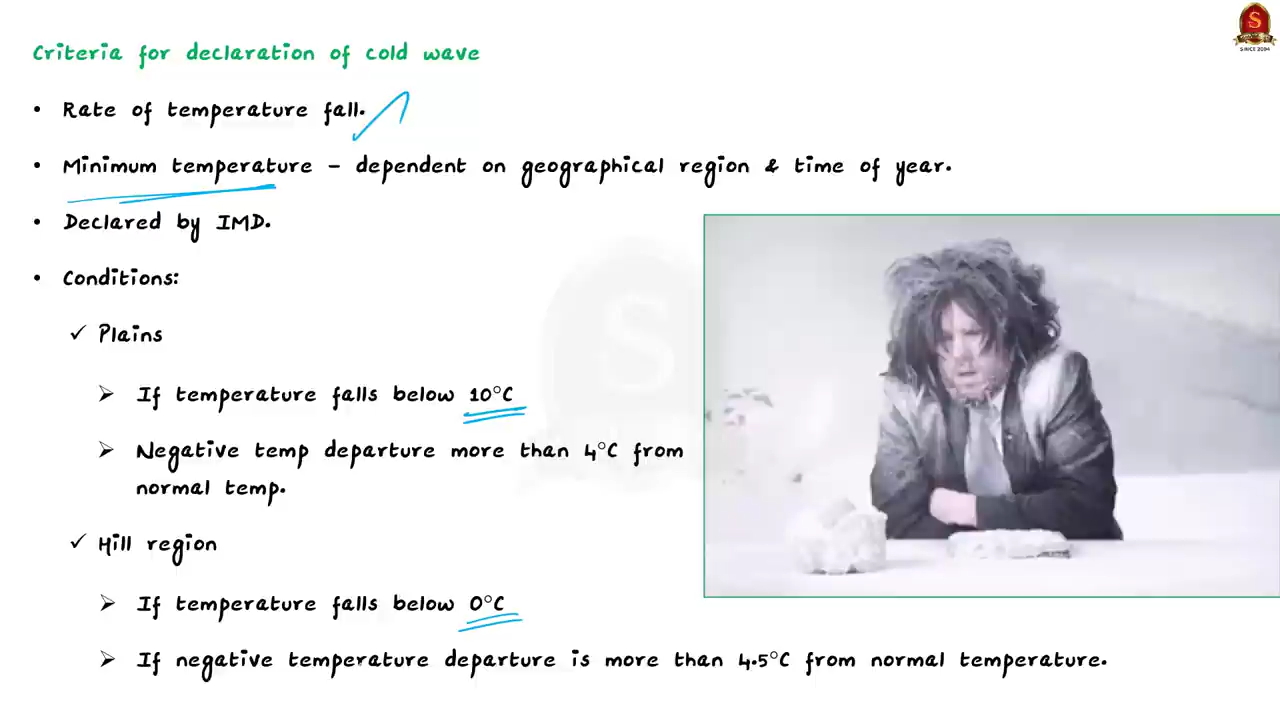 S
SINCE 2004
Criteria for declaration of cold wave
• Rate of temperature fall.
• Minimum temperature – dependent on geographical region & time of year.
• Declared by IMD.
• Conditions:
✓ Plains
➢ If temperature falls below 10°C
➢ Negative temp departure more than 4°C from
normal temp.
✓ Hill region
➢ If temperature falls below 0°C
➢ If negative temperature departure is more than 4.5°C from normal temperature.
S